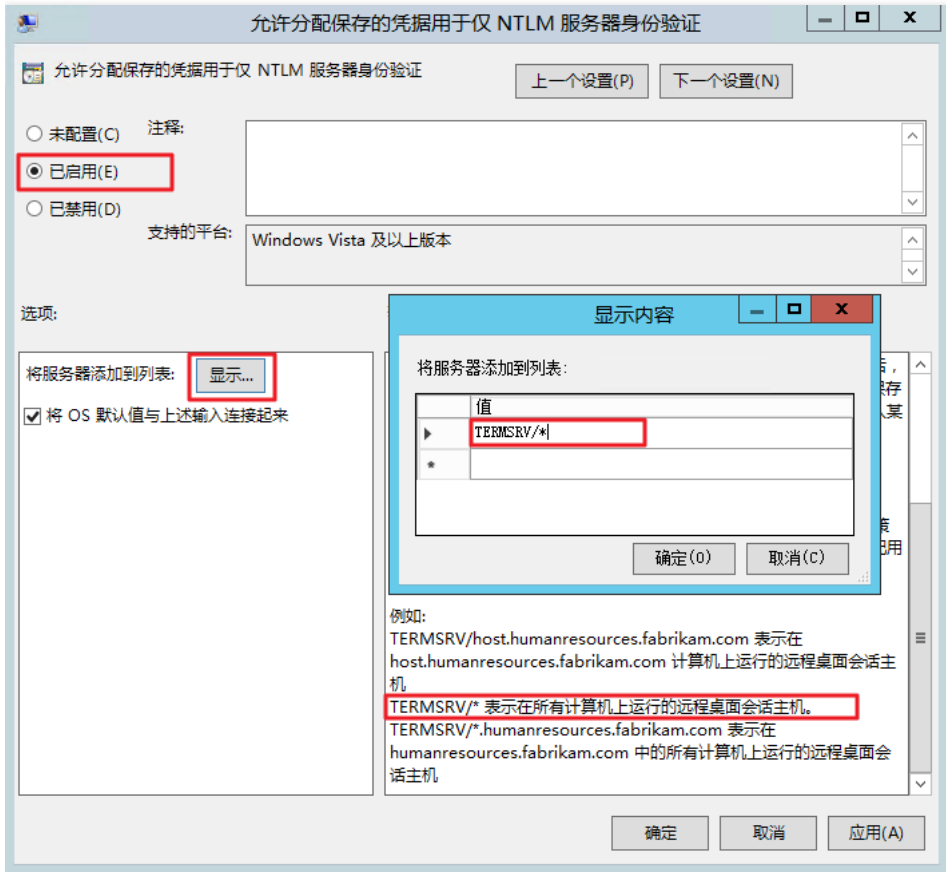 允许分配保存的凭据用于仅 NTLM 服务器身份验证
允许分配保存的凭据用于仅 NTLM 服务器身份验证
上一个设置(P)
下一个设置(N)
未配置(C)
注释:
已启用(E)
已禁用(D)
支持的平台:
Windows Vista 及以上版本
选项:
显示内容
将服务器添加到列表:
显示...
将 OS 默认值与上述输入连接起来
将服务器添加到列表:
值
TERMSRV/*
*
确定(O)
取消(C)
存
某
用
例如:
TERMSRV/host.humanresources.fabrikam.com 表示在
host.humanresources.fabrikam.com 计算机上运行的远程桌面会话主
机
TERMSRV/* 表示在所有计算机上运行的远程桌面会话主机。
TERMSRV/*.humanresources.fabrikam.com 表示在
humanresources.fabrikam.com 中的所有计算机上运行的远程桌面会
话主机
确定
取消
应用(A)